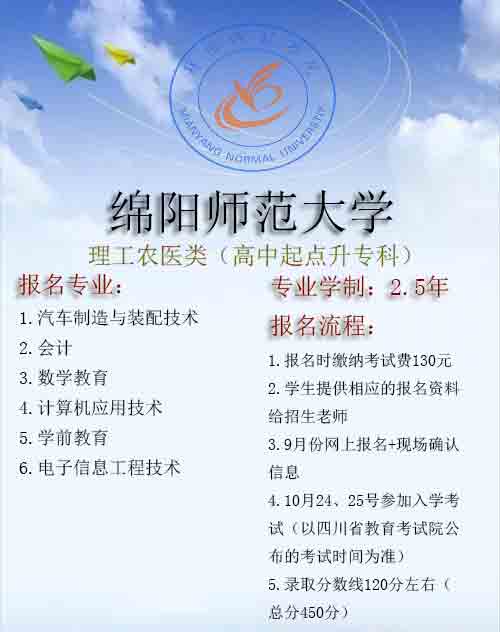 MIANYANG NORMAL UNIVERSITY
绵阳师范大学
理工农医类（高中起点升专科）
报名专业：
1.汽车制造与装配技术
2.会计
3.数学教育
4.计算机应用技术
5.学前教育
6.电子信息工程技术
专业学制：2.5年
报名流程：
1.报名时缴纳考试费130元
2.学生提供相应的报名资料
给招生老师
3.9月份网上报名+现场确认
信息
4.10月24、25号参加入学考
试（以四川省教育考试院公
布的考试时间为准）
5.录取分数线120分左右（
总分450分）